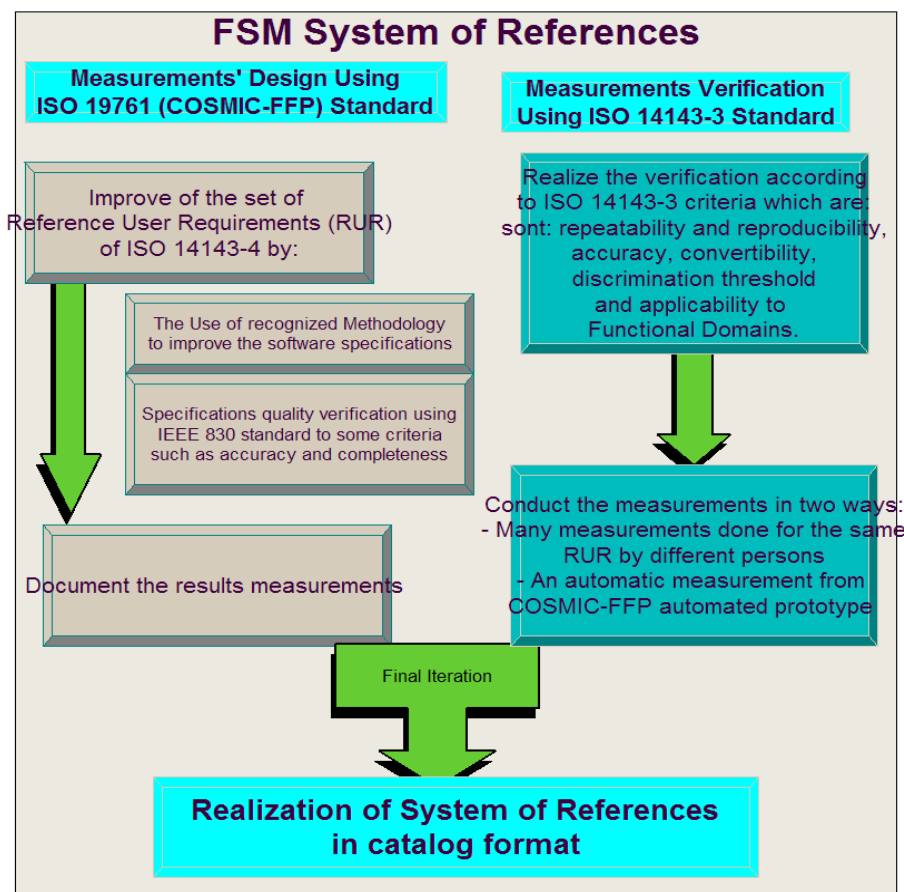 FSM System of References
Measurements' Design Using
ISO 19761 (COSMIC-FFP) Standard
Improve of the set of
Reference User Requirements (RUR)
of ISO 14143-4 by:
The Use of recognized Methodology
to improve the software specifications
Specifications quality verification using
IEEE 830 standard to some criteria
such as accuracy and completeness
Document the results measurements
Measurements Verification
Using ISO 14143-3 Standard
Realize the verification according
to ISO 14143-3 criteria which are:
sont: repeatability and reproducibility,
accuracy, convertibility,
discrimination threshold
and applicability to
Functional Domains.
Conduct the measurements in two ways:
- Many measurements done for the same
RUR by different persons
- An automatic measurement from
COSMIC-FFP automated prototype
Final Iteration
Realization of System of References
in catalog format